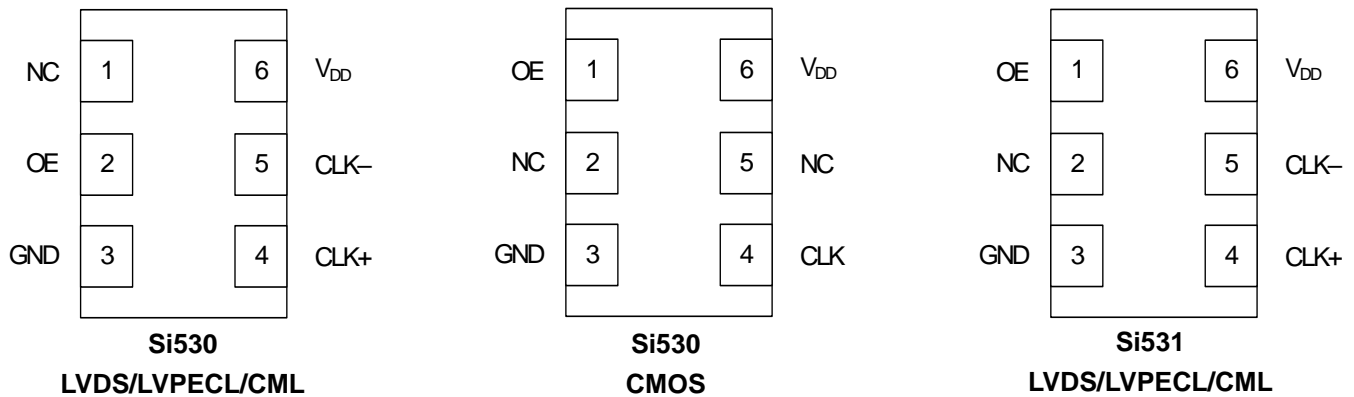 NC 1 6 VDD
OE 2 5 CLK–
GND 3 4 CLK+
Si530
LVDS/LVPECL/CML
OE 1 6 VDD
NC 2 5 NC
GND 3 4 CLK
Si530
CMOS
OE 1 6 VDD
NC 2 5 CLK–
GND 3 4 CLK+
Si531
LVDS/LVPECL/CML